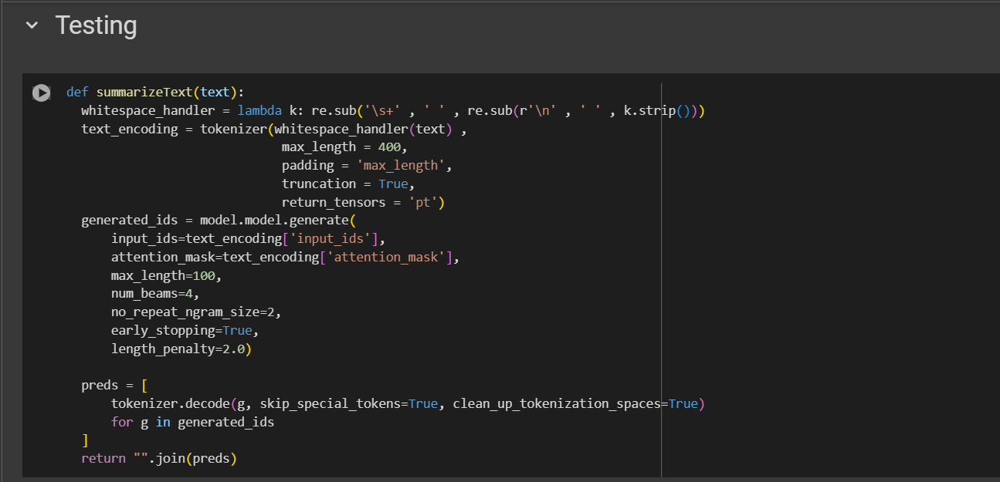 Testing
def summarizeText(text):
  whitespace_handler = lambda k: re.sub('\s+' , ' ' , re.sub(r'\n' , ' ' , k.strip()))
  text_encoding = tokenizer(whitespace_handler(text) ,
                             max_length = 400,
                             padding = 'max_length',
                             truncation = True,
                             return_tensors = 'pt')
  generated_ids = model.model.generate(
      input_ids=text_encoding['input_ids'],
      attention_mask=text_encoding['attention_mask'],
      max_length=100,
      num_beams=4,
      no_repeat_ngram_size=2,
      early_stopping=True,
      length_penalty=2.0)

  preds = [
      tokenizer.decode(g, skip_special_tokens=True, clean_up_tokenization_spaces=True)
      for g in generated_ids
  ]
  return "".join(preds)